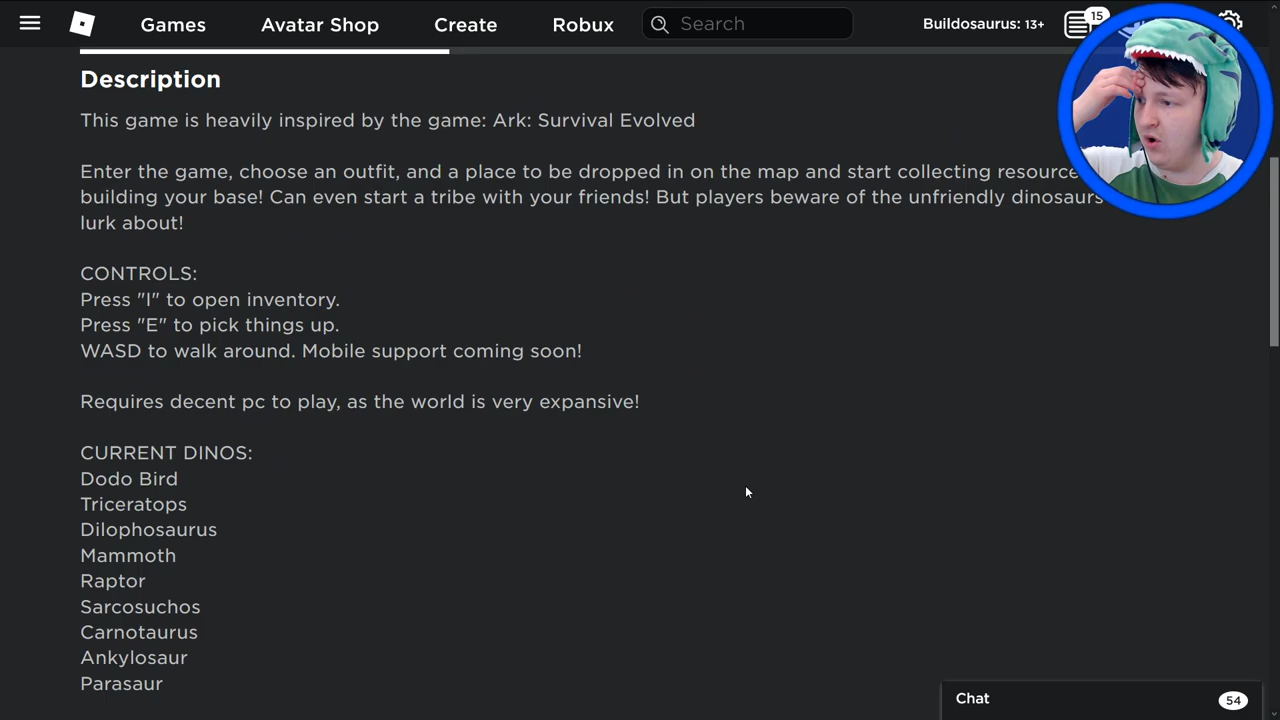 Games Avatar Shop Create Robux Search Buildosaurus: 13+ 15
Description
This game is heavily inspired by the game: Ark: Survival Evolved
Enter the game, choose an outfit, and a place to be dropped in on the map and start collecting
building your base! Can even start a tribe with your friends! But players beware of the unfriendly dinosaurs
lurk about!
CONTROLS:
Press "I" to open inventory.
Press "E" to pick things up.
WASD to walk around. Mobile support coming soon!
Requires decent pc to play, as the world is very expansive!
CURRENT DINOS:
Dodo Bird
Triceratops
Dilophosaurus
Mammoth
Raptor
Sarcosuchos
Carnotaurus
Ankylosaur
Parasaur
Chat 54